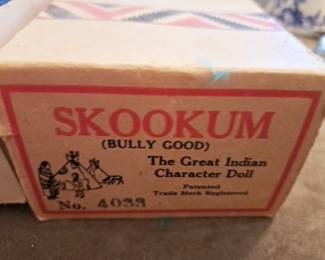 SKOOKUM
(BULLY GOOD)
The Great Indian
Character Doll
Patented
Trade Mark Registered
No. 4033